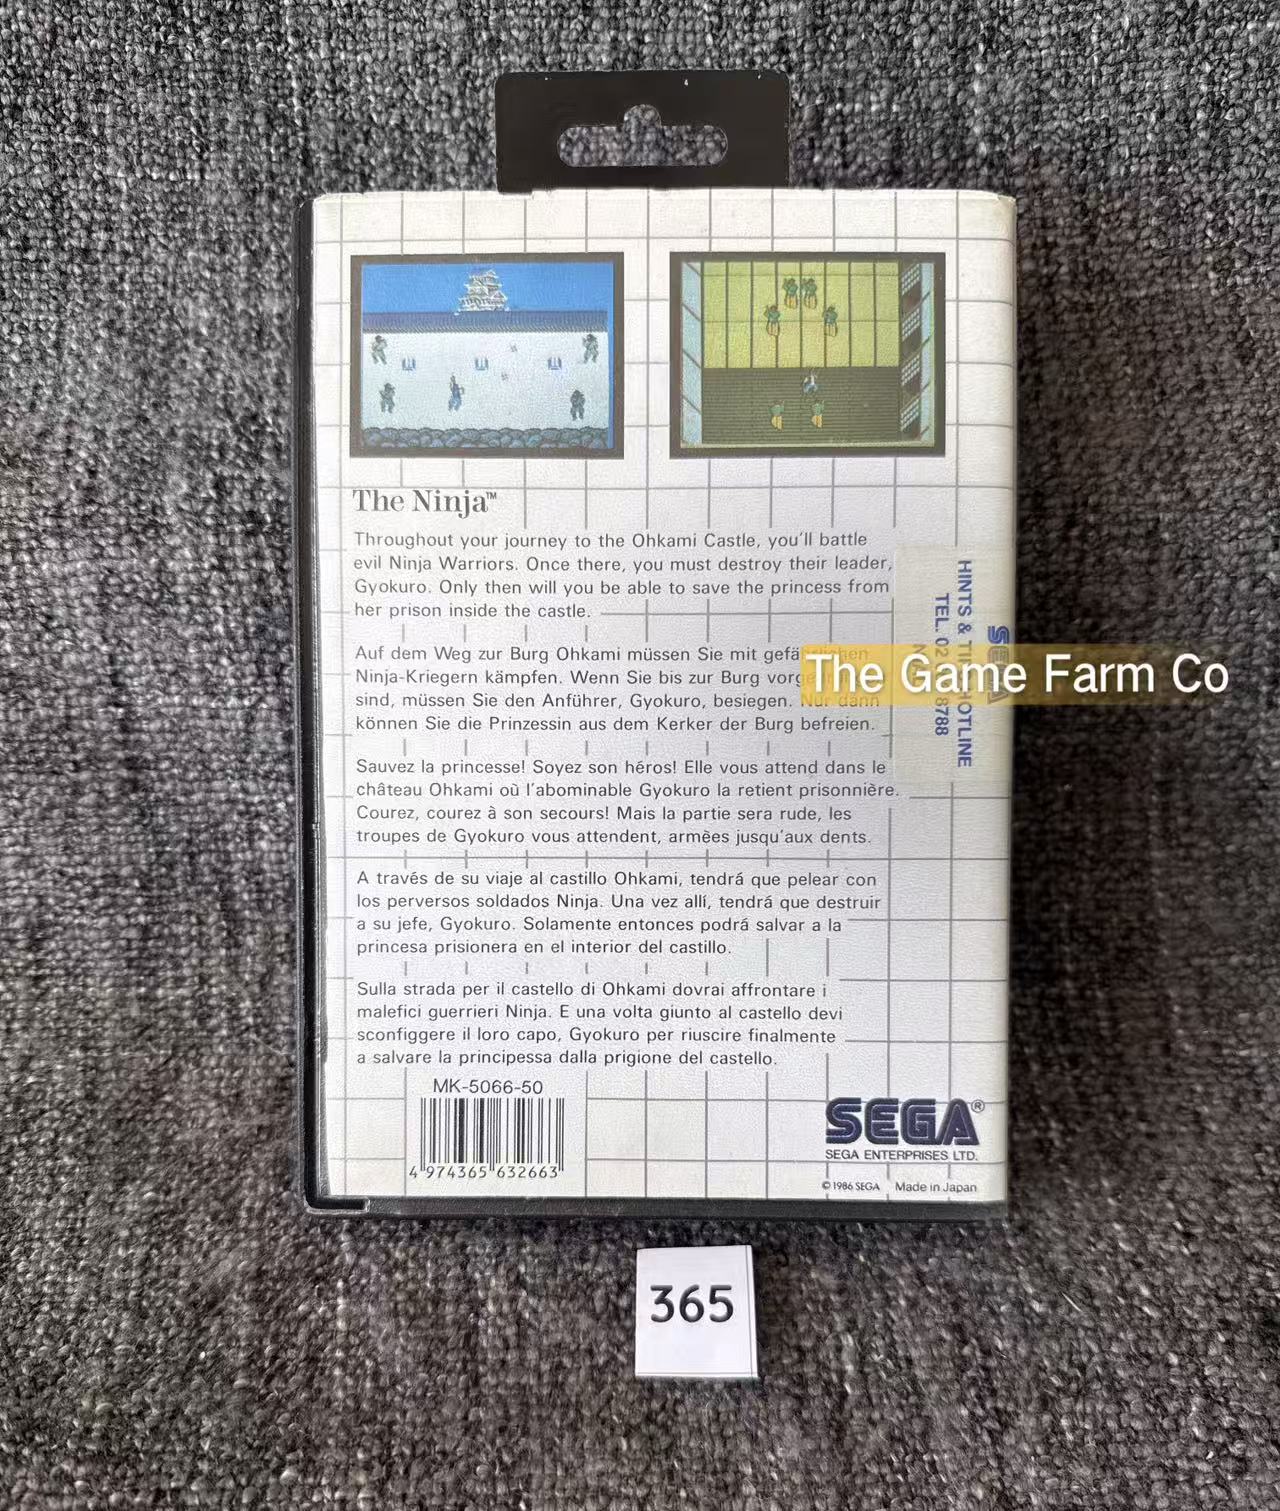 The Ninja™
Throughout your journey to the Ohkami Castle, you'll battle
evil Ninja Warriors. Once there, you must destroy their leader,
Gyokuro. Only then will you be able to save the princess from
her prison inside the castle.
Auf dem Weg zur Burg Ohkami müssen Sie mit
Ninja-Kriegern kämpfen. Wenn Sie bis zur Burg
sind, müssen Sie den Anführer, Gyokuro, besiegen. Nur dann
können Sie die Prinzessin aus dem Kerker der Burg befreien.
Sauvez la princesse! Soyez son héros! Elle vous attend dans le
château Ohkami où l'abominable Gyokuro la retient prisonnière.
Courez, courez à son secours! Mais la partie sera rude, les
troupes de Gyokuro vous attendent, armèes jusqu'aux dents.
A través de su viaje al castillo Ohkami, tendrá que pelear con
los perversos soldados Ninja. Una vez allí, tendrá que destruir
a su jefe, Gyokuro. Solamente entonces podrá salvar a la
princesa prisionera en el interior del castillo.
Sulla strada per il castello di Ohkami dovrai affrontare i
malefici guerrieri Ninja. E una volta giunto al castello devi
sconfiggere il loro capo, Gyokuro per riuscire finalmente
a salvare la principessa dalla prigione del castello.
MK-5066-50
4 974365 632663
SEGA®
SEGA ENTERPRISES LTD.
© 1986 SEGA Made in Japan
SEGA
HINTS & HOTLINE
TEL. 02 8788
The Game Farm Co
365